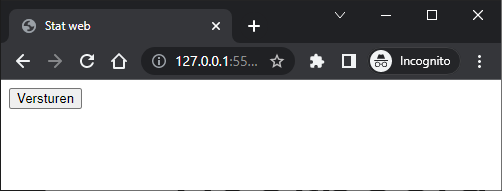 Stat web
127.0.0.1:55...
Incognito
Versturen